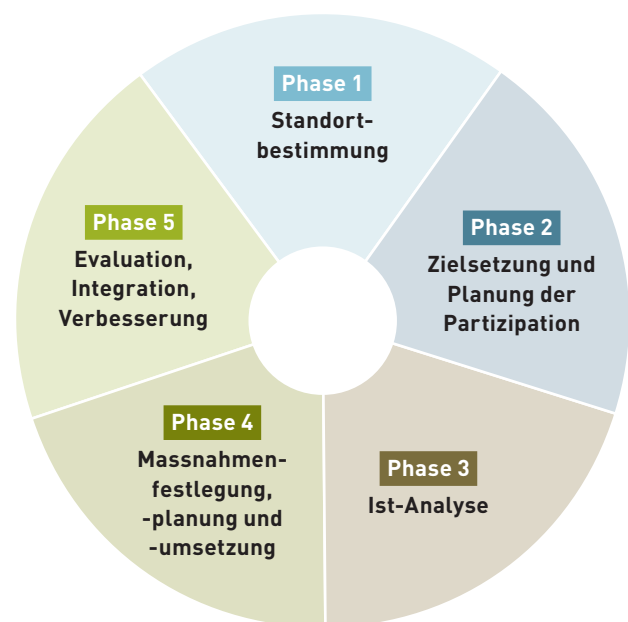 Phase 1
Standort-
bestimmung
Phase 2
Zielsetzung und
Planung der
Partizipation
Phase 3
Ist-Analyse
Phase 4
Massnahmen-
festlegung,
-planung und
-umsetzung
Phase 5
Evaluation,
Integration,
Verbesserung